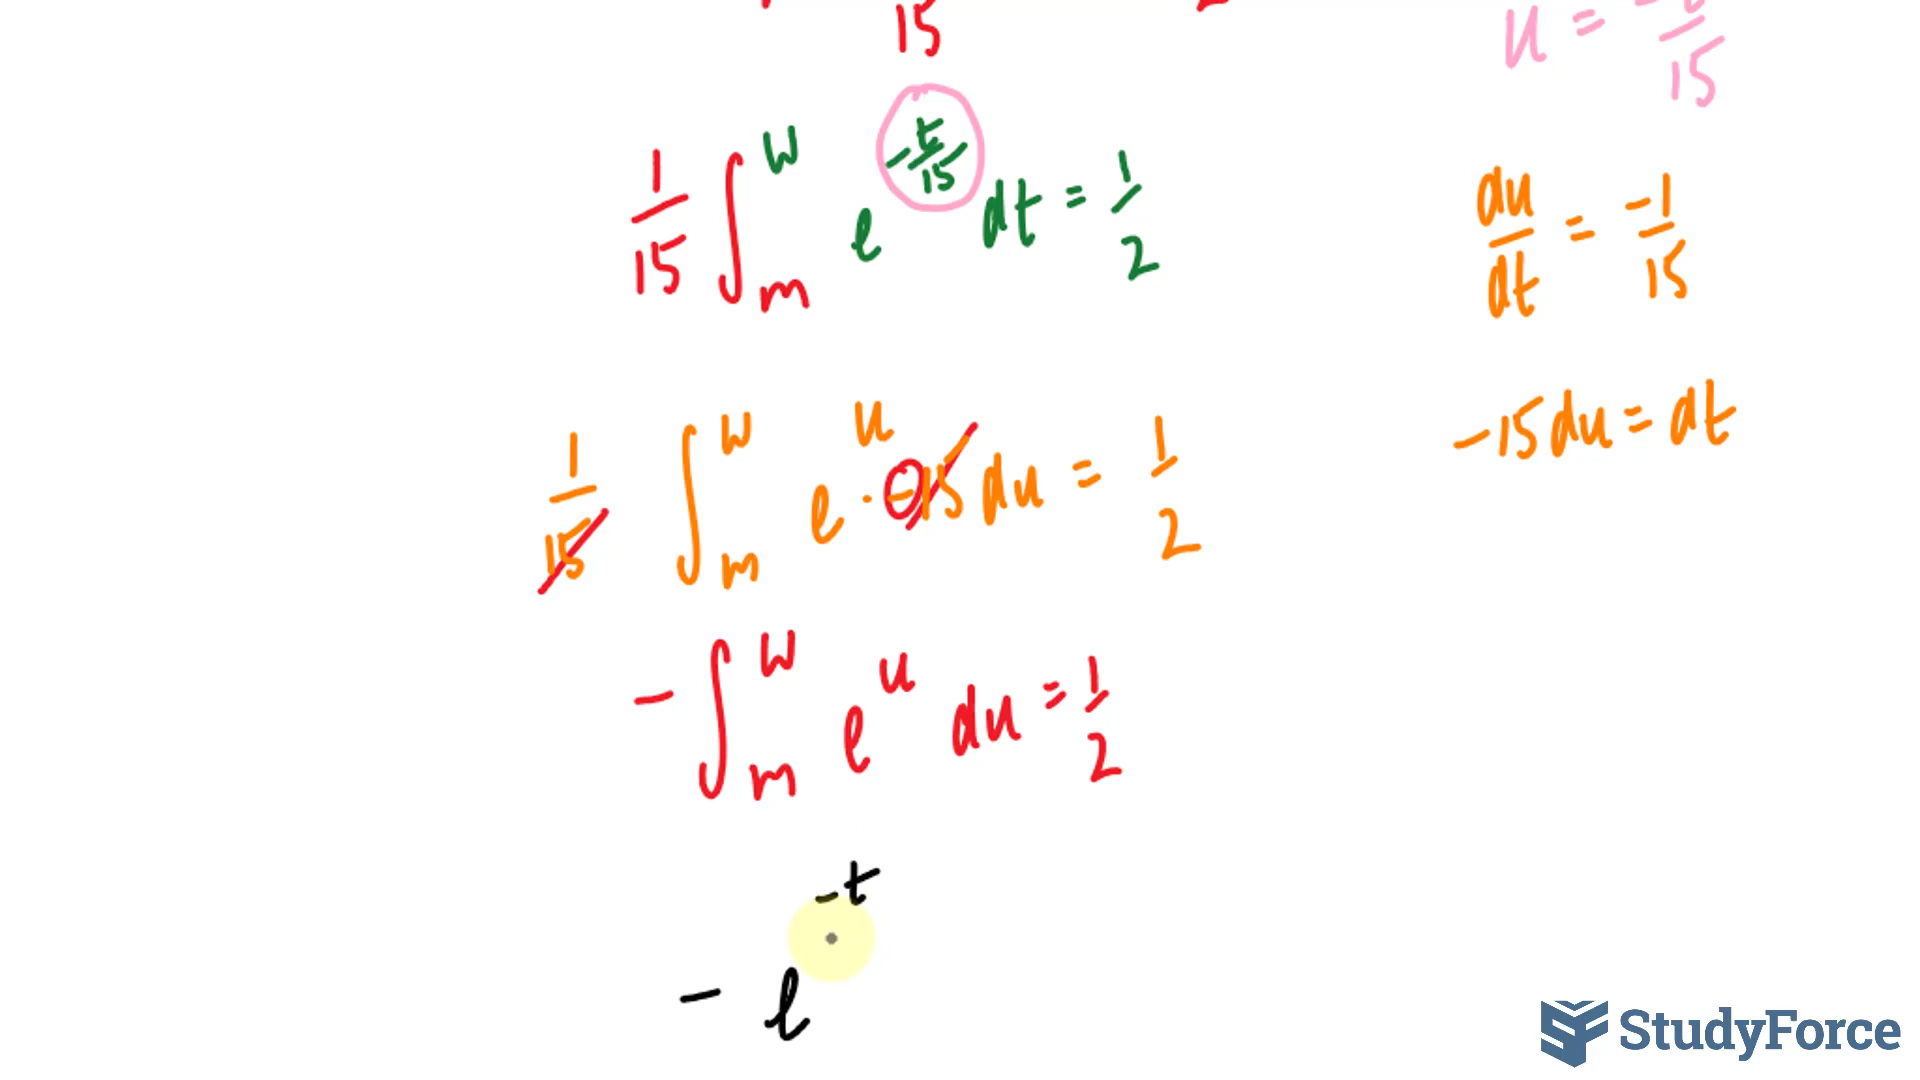 15
u = -t/15
1/15 ∫_m^w e^(-t/15) dt = 1/2
du/dt = -1/15
-15du = dt
1/15 ∫_m^w e^u · -15 du = 1/2
- ∫_m^w e^u du = 1/2
- e^-t
StudyForce